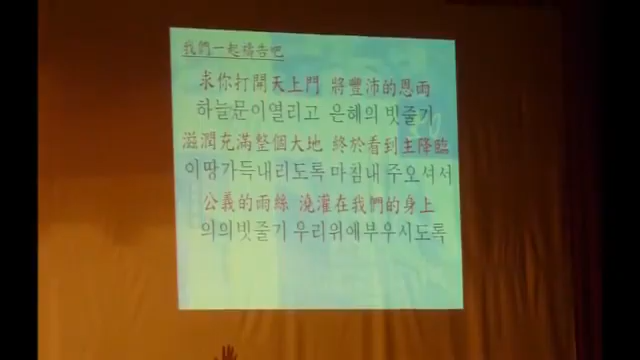 我們一起禱告吧
求你打開天上門 將豐沛的恩雨
하늘문이열리고 은혜의 빗줄기
滋潤充滿整個大地 終於看到主降臨
이땅가득내리도록 마침내 주오셔서
公義的雨絲 澆灌在我們的身上
의의빗줄기 우리위에부우시도록